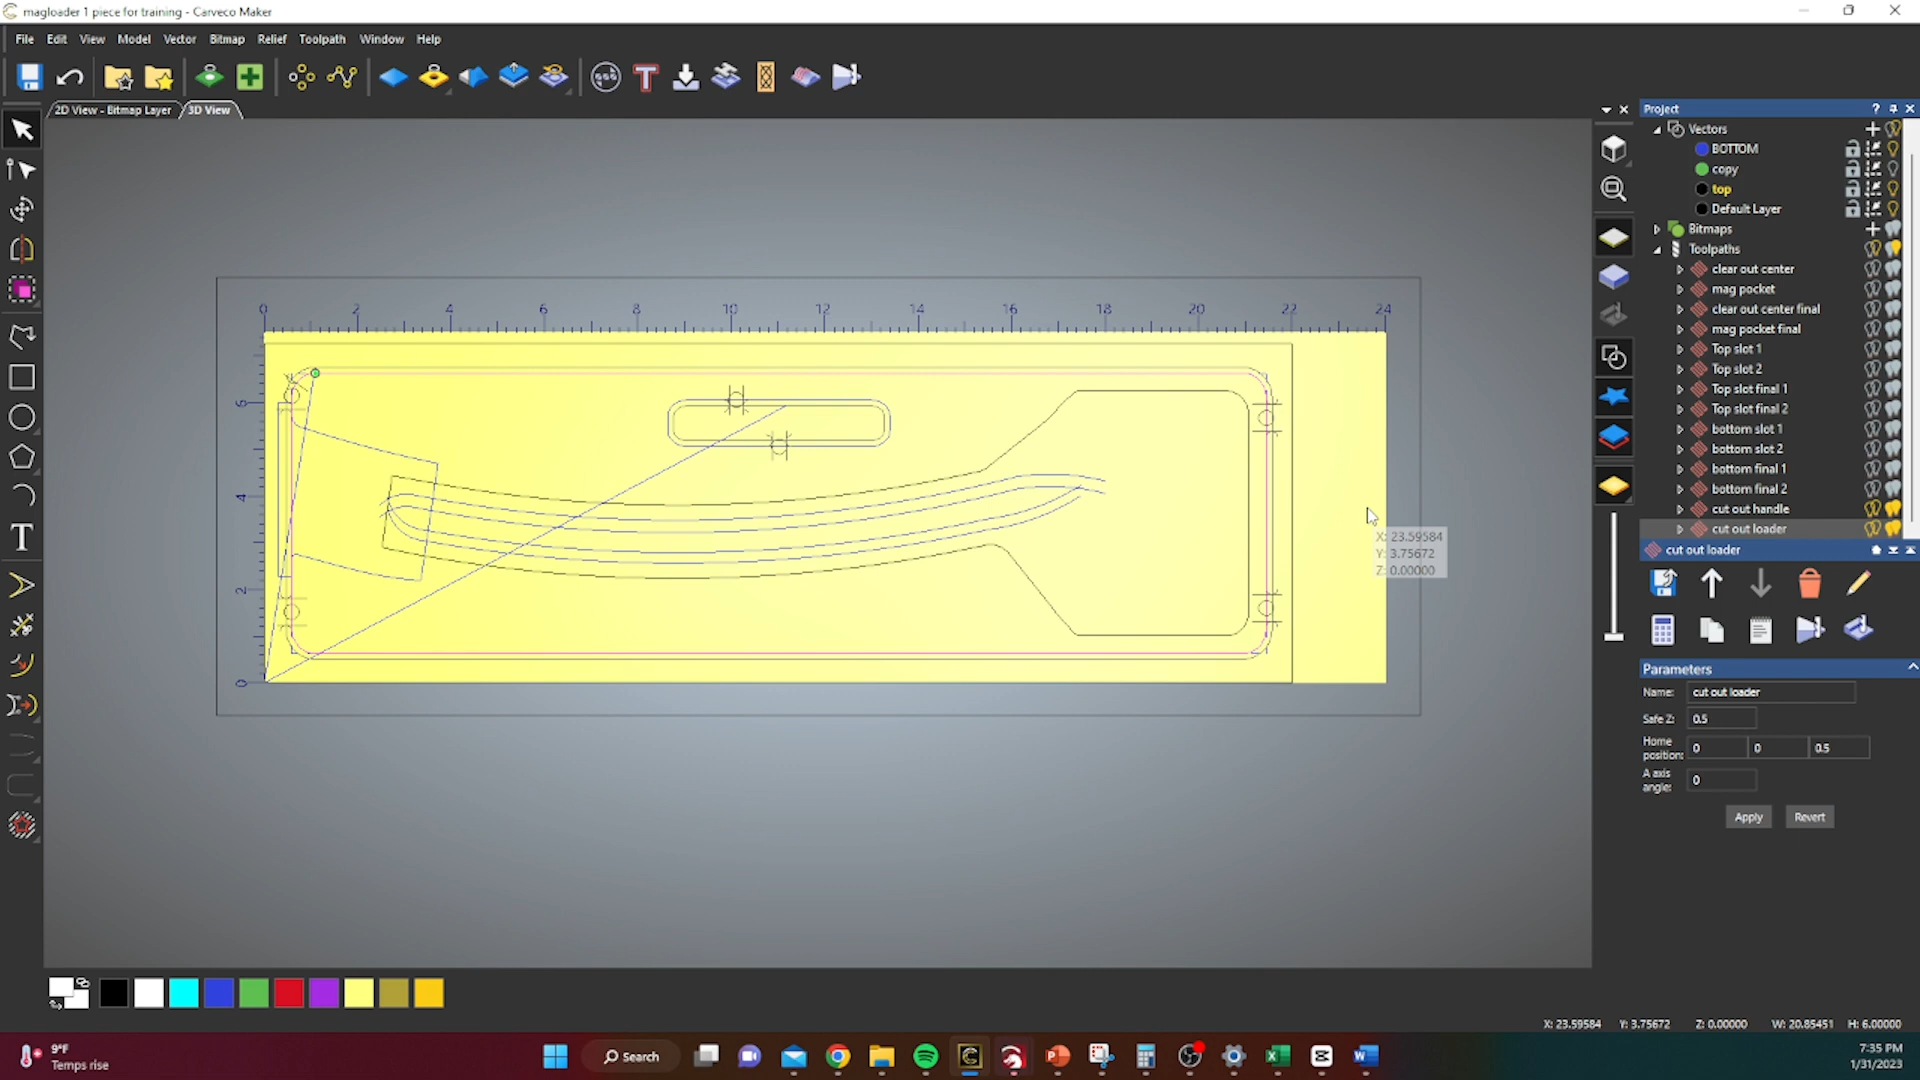 magloader 1 piece for training - Carveco Maker
File Edit View Model Vector Bitmap Relief Toolpath Window Help
2D View - Bitmap Layer 3D View
Project
Vectors
BOTTOM
copy
top
Default Layer
Bitmaps
Toolpaths
clear out center
mag pocket
clear out center final
mag pocket final
Top slot 1
Top slot 2
Top slot final 1
Top slot final 2
bottom slot 1
bottom slot 2
bottom final 1
bottom final 2
cut out handle
cut out loader
cut out loader
Parameters
Name: cut out loader
Safe Z: 0.5
Home position: 0 0 0.5
A axis angle: 0
Apply Revert
0 2 4 6 8 10 12 14 16 18 20 22 24
6
4
2
0
X: 23.59584
Y: 3.75672
Z: 0.00000
X: 23.59584 Y: 3.75672 Z: 0.00000 W: 20.85451 H: 6.00000
9°F
Temps rise
Search
7:35 PM
1/31/2023